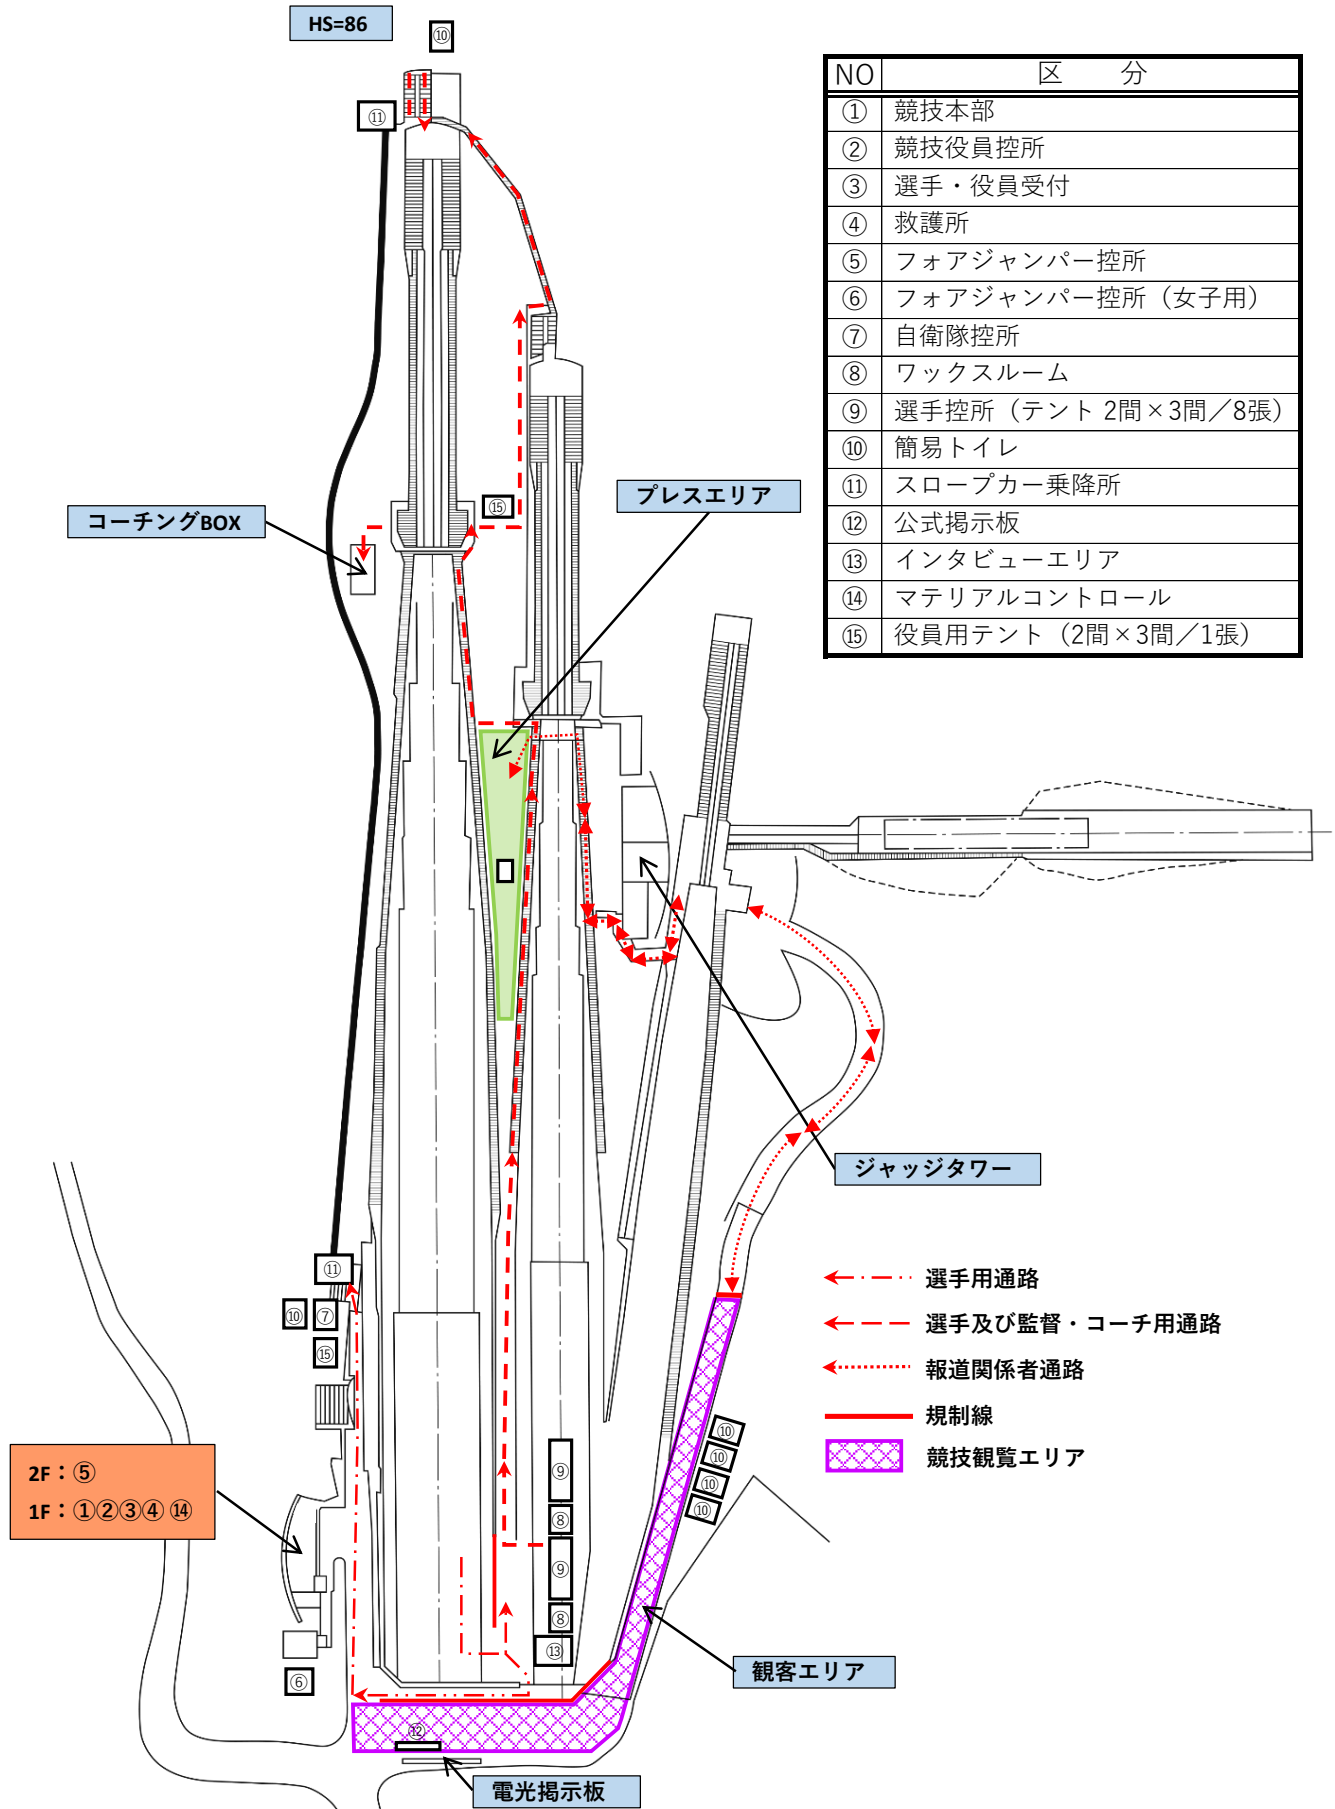 HS=86
⑩
⑪
NO 区 分
① 競技本部
② 競技役員控所
③ 選手・役員受付
④ 救護所
⑤ フォアジャンパー控所
⑥ フォアジャンパー控所（女子用）
⑦ 自衛隊控所
⑧ ワックスルーム
⑨ 選手控所（テント 2間×3間／8張）
⑩ 簡易トイレ
⑪ スロープカー乗降所
⑫ 公式掲示板
⑬ インタビューエリア
⑭ マテリアルコントロール
⑮ 役員用テント（2間×3間／1張）
プレスエリア
⑮
コーチングBOX
ジャッジタワー
⑪
⑩ ⑦
⑮
選手用通路
選手及び監督・コーチ用通路
報道関係者通路
規制線
競技観覧エリア
⑩
⑩
⑩
⑩
2F：⑤
1F：①②③④ ⑭
⑨
⑧
⑨
⑧
⑬
⑥
観客エリア
⑫
電光掲示板